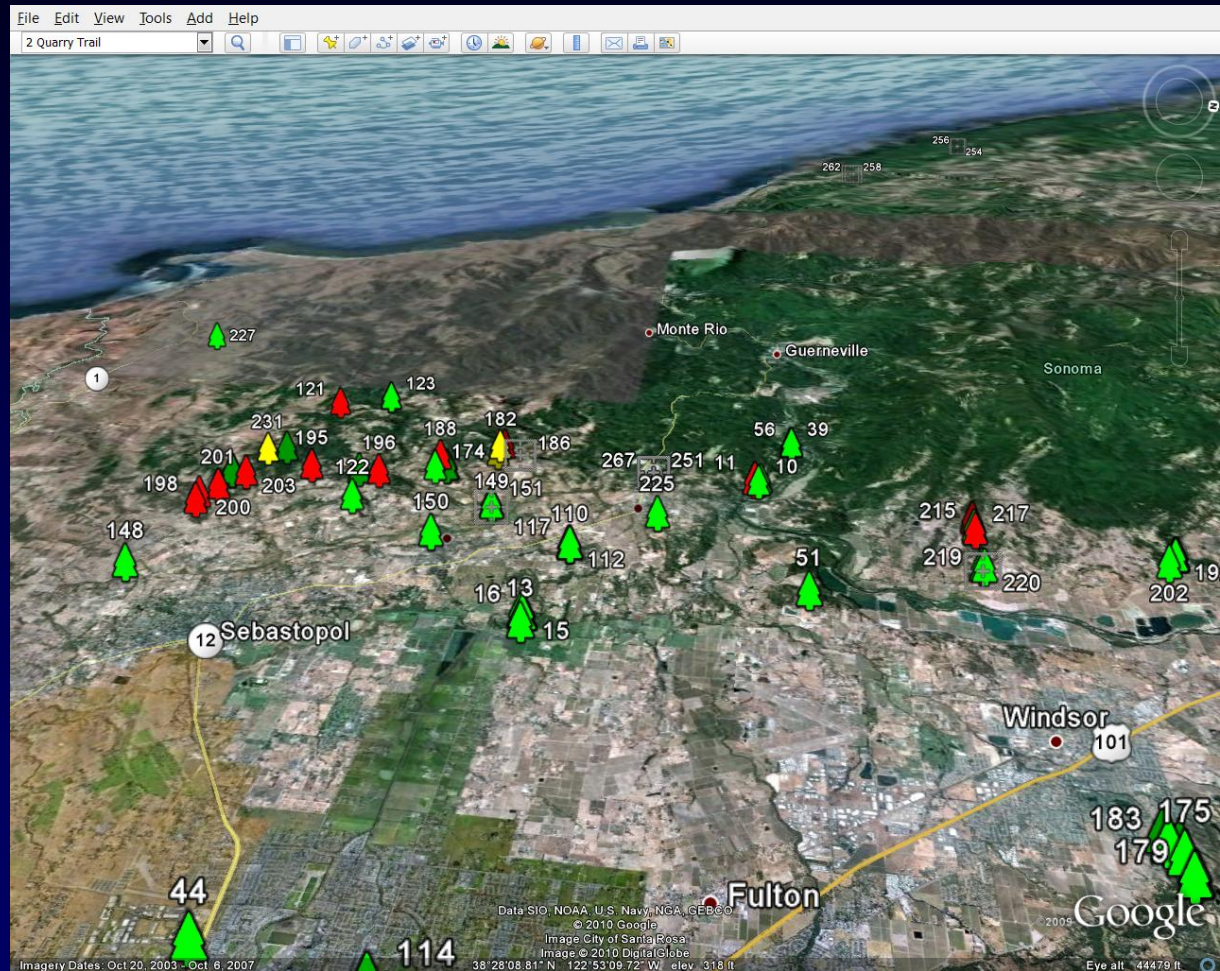 File Edit View Tools Add Help
2 Quarry Trail
N
256
254
262 258
Monte Rio
227
Guerneville
1
Sonoma
121 123
231 182
195 196 188 186 56 39
201 174 267 251 11 10
198 203 122 149 151 225
200 150 215 217
148 117 110 51 219
112 220 19
16 13 202
15
12 Sebastopol
Windsor
101
183 175
179
44
Fulton
114
Data SIO, NOAA, U.S. Navy, NGA, GEBCO
© 2010 Google
Image City of Santa Rosa
Image © 2010 DigitalGlobe
©2009 Google
Imagery Dates: Oct 20, 2003 - Oct 6, 2007 38°28'08.81" N 122°53'09.72" W elev 318 ft Eye alt 44479 ft